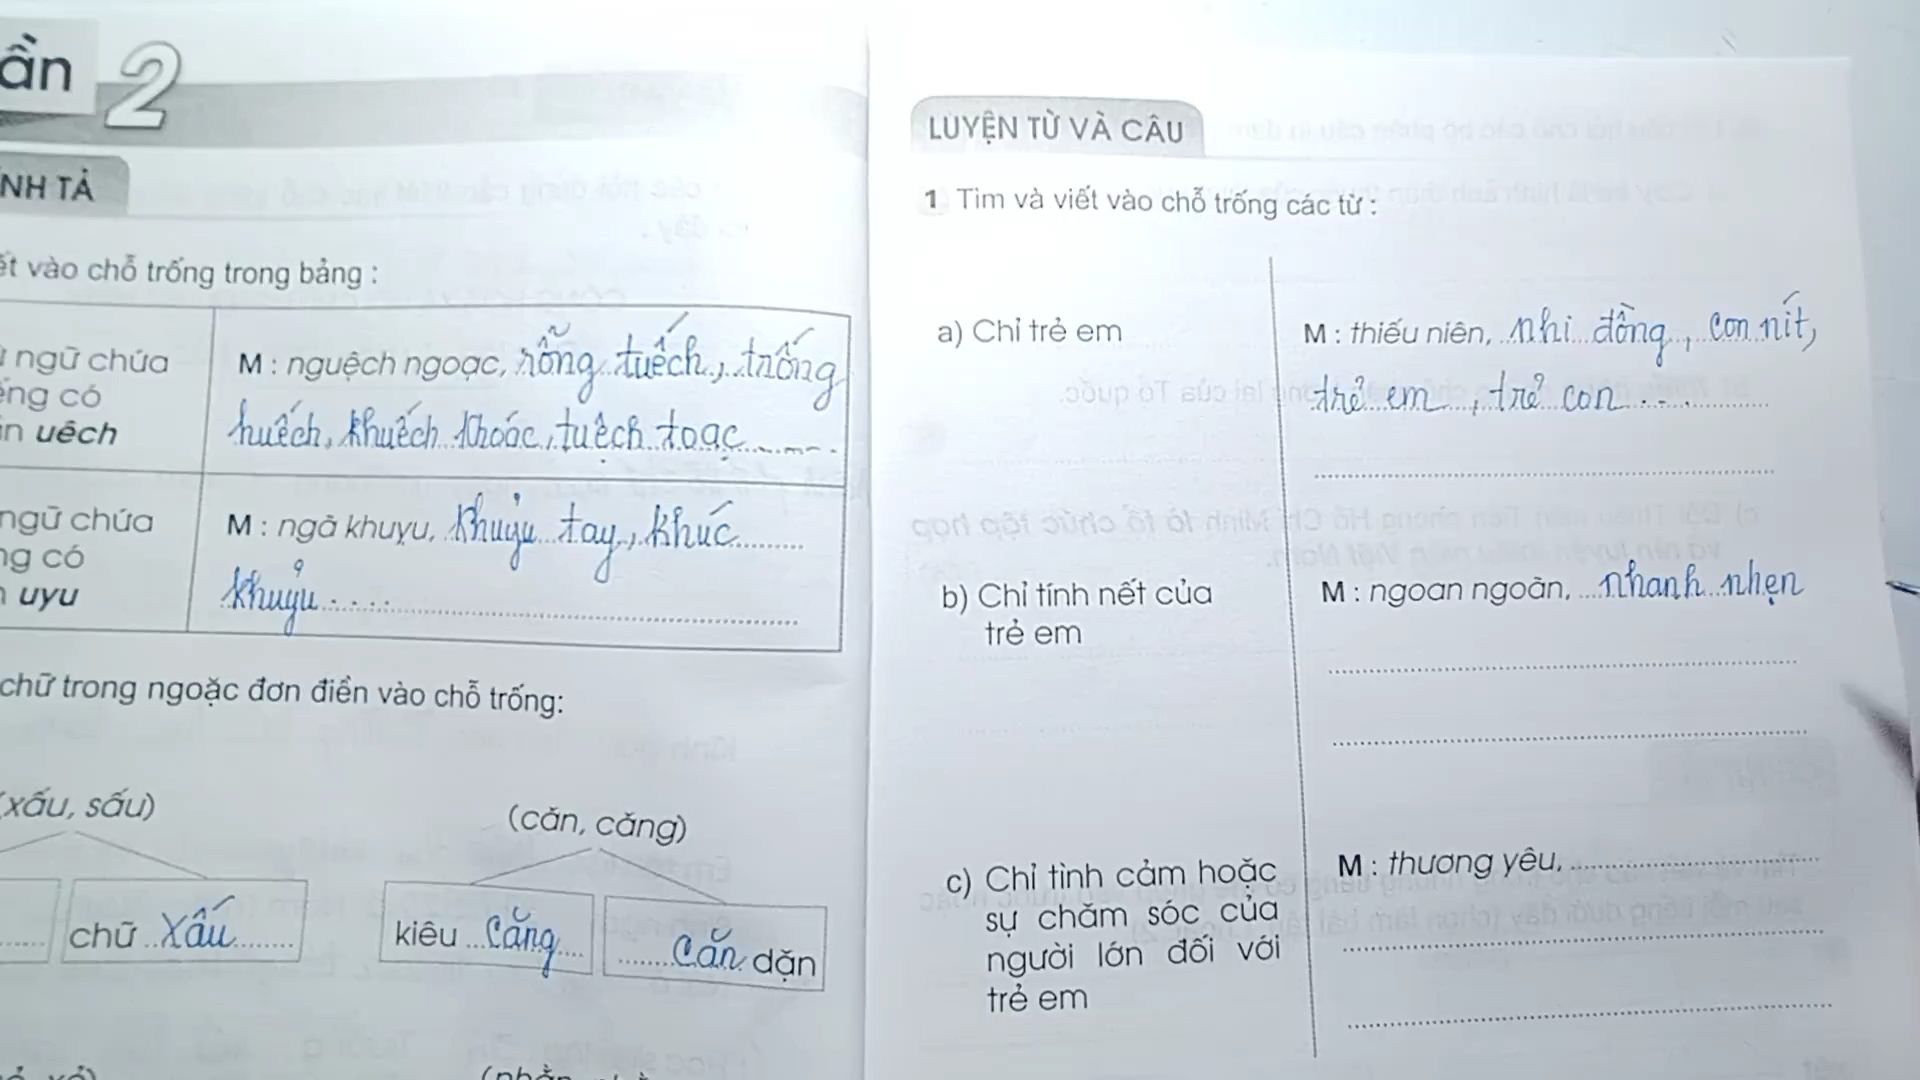 ần 2
NH TẢ
ết vào chỗ trống trong bảng :
ngữ chứa
ếng có
uêch
M : nguệch ngoạc, rỗng tuếch, trống
huếch, khuếch khoác, tuệch toạc
ngữ chứa
ng có
uyu
M : ngã khuỵu, khuỷu tay, khúc
khuỷu
chữ trong ngoặc đơn điền vào chỗ trống:
(xấu, sấu)
(căn, căng)
chữ xấu
kiêu căng
căn dặn
LUYỆN TỪ VÀ CÂU
1 Tìm và viết vào chỗ trống các từ :
a) Chỉ trẻ em
M : thiếu niên, nhi đồng, con nít,
trẻ em, trẻ con...
b) Chỉ tính nết của
trẻ em
M : ngoan ngoãn, nhanh nhẹn
c) Chỉ tình cảm hoặc
sự chăm sóc của
người lớn đối với
trẻ em
M : thương yêu,